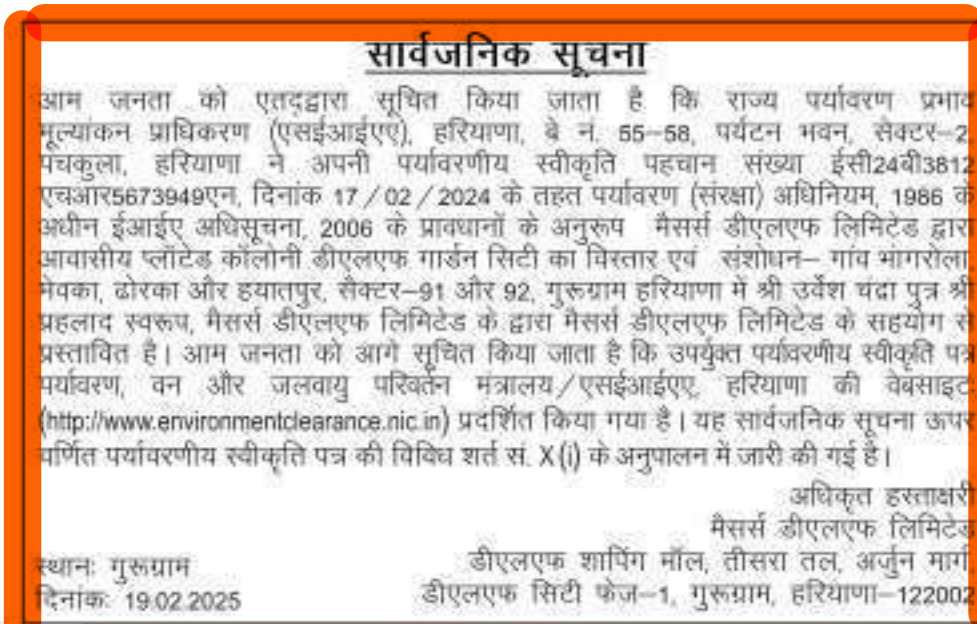 सार्वजनिक सूचना
आम जनता को एतद्द्वारा सूचित किया जाता है कि राज्य पर्यावरण प्रभाव
मूल्यांकन प्राधिकरण (एसईआईएए), हरियाणा, बे नं. 55–58, पर्यटन भवन, सेक्टर–2,
पंचकुला, हरियाणा ने अपनी पर्यावरणीय स्वीकृति पहचान संख्या ईसी24बी3812
एचआर5673949एन, दिनांक 17/02/2024 के तहत पर्यावरण (संरक्षा) अधिनियम, 1986 के
अधीन ईआईए अधिसूचना, 2006 के प्रावधानों के अनुरूप मैसर्स डीएलएफ लिमिटेड द्वारा
आवासीय प्लॉटेड कॉलोनी डीएलएफ गार्डन सिटी का विस्तार एवं संशोधन– गांव भांगरोला,
मेवका, ढोरका और हयातपुर, सेक्टर–91 और 92, गुरूग्राम हरियाणा में श्री उर्वेश चंद्रा पुत्र श्री
प्रहलाद स्वरूप, मैसर्स डीएलएफ लिमिटेड के द्वारा मैसर्स डीएलएफ लिमिटेड के सहयोग से
प्रस्तावित है। आम जनता को आगे सूचित किया जाता है कि उपर्युक्त पर्यावरणीय स्वीकृति पत्र
पर्यावरण, वन और जलवायु परिवर्तन मंत्रालय/एसईआईएए, हरियाणा की वेबसाइट
(http://www.environmentclearance.nic.in) प्रदर्शित किया गया है। यह सार्वजनिक सूचना ऊपर
वर्णित पर्यावरणीय स्वीकृति पत्र की विविध शर्त सं. X(i) के अनुपालन में जारी की गई है।
अधिकृत हस्ताक्षरी
मैसर्स डीएलएफ लिमिटेड
स्थानः गुरूग्राम डीएलएफ शापिंग मॉल, तीसरा तल, अर्जुन मार्ग,
दिनांकः 19.02.2025 डीएलएफ सिटी फेज–1, गुरूग्राम, हरियाणा–122002